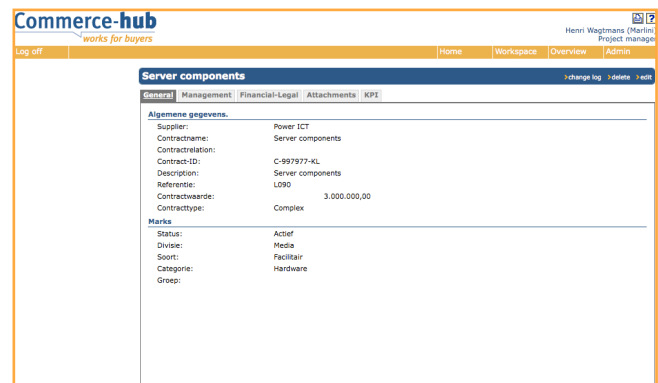 Commerce-hub
works for buyers
?
Henri Wagtmans (Marlini)
Project manage
Log off Home Workspace Overview Admin
Server components >change log >delete >edit
General Management Financial-Legal Attachments KPI
Algemene gegevens.
Supplier: Power ICT
Contractname: Server components
Contractrelation:
Contract-ID: C-997977-KL
Description: Server components
Referentie: L090
Contractwaarde: 3.000.000,00
Contracttype: Complex
Marks
Status: Actief
Divisie: Media
Soort: Facilitair
Categorie: Hardware
Groep: